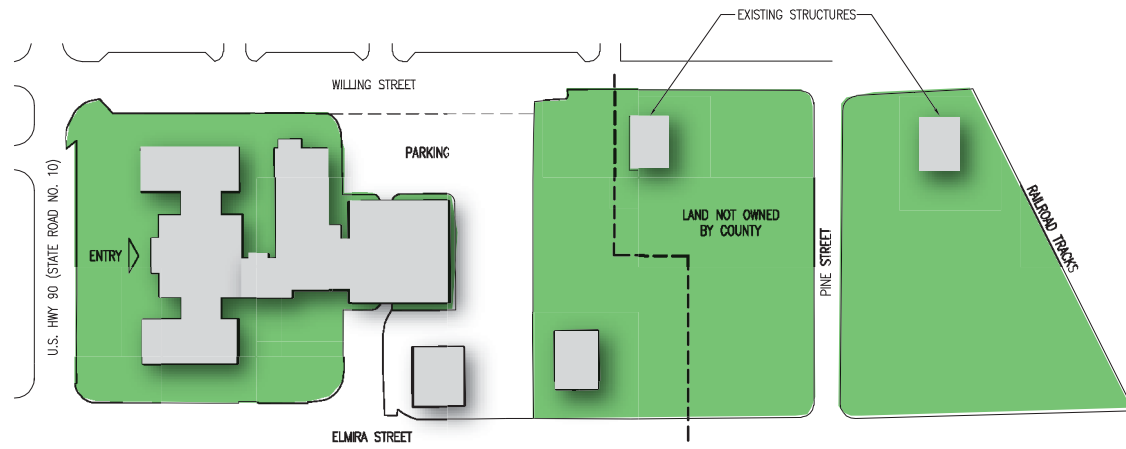 EXISTING STRUCTURES
WILLING STREET
PARKING
U.S. HWY 90 (STATE ROAD NO. 10)
ENTRY
LAND NOT OWNED
BY COUNTY
PINE STREET
RAILROAD TRACKS
ELMIRA STREET